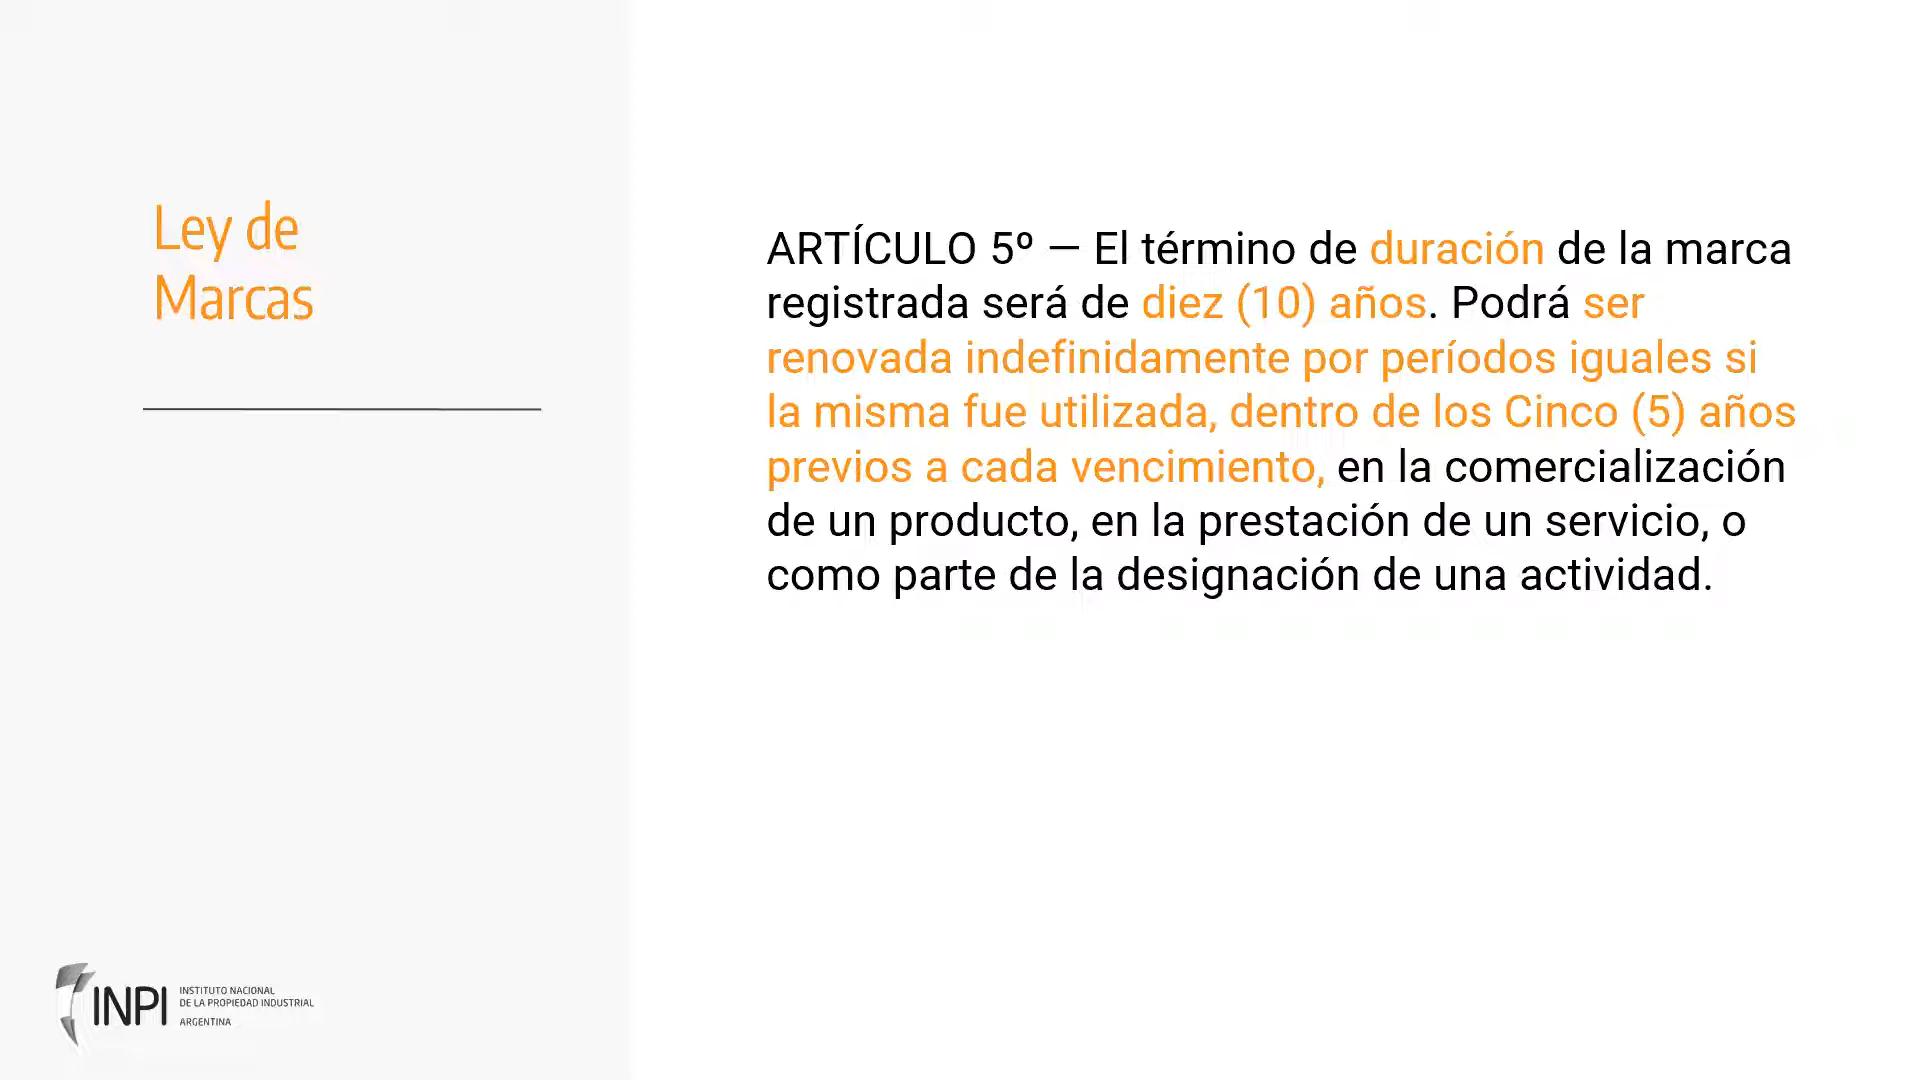 Ley de
Marcas
ARTÍCULO 5º — El término de duración de la marca
registrada será de diez (10) años. Podrá ser
renovada indefinidamente por períodos iguales si
la misma fue utilizada, dentro de los Cinco (5) años
previos a cada vencimiento, en la comercialización
de un producto, en la prestación de un servicio, o
como parte de la designación de una actividad.
INPI
INSTITUTO NACIONAL
DE LA PROPIEDAD INDUSTRIAL
ARGENTINA